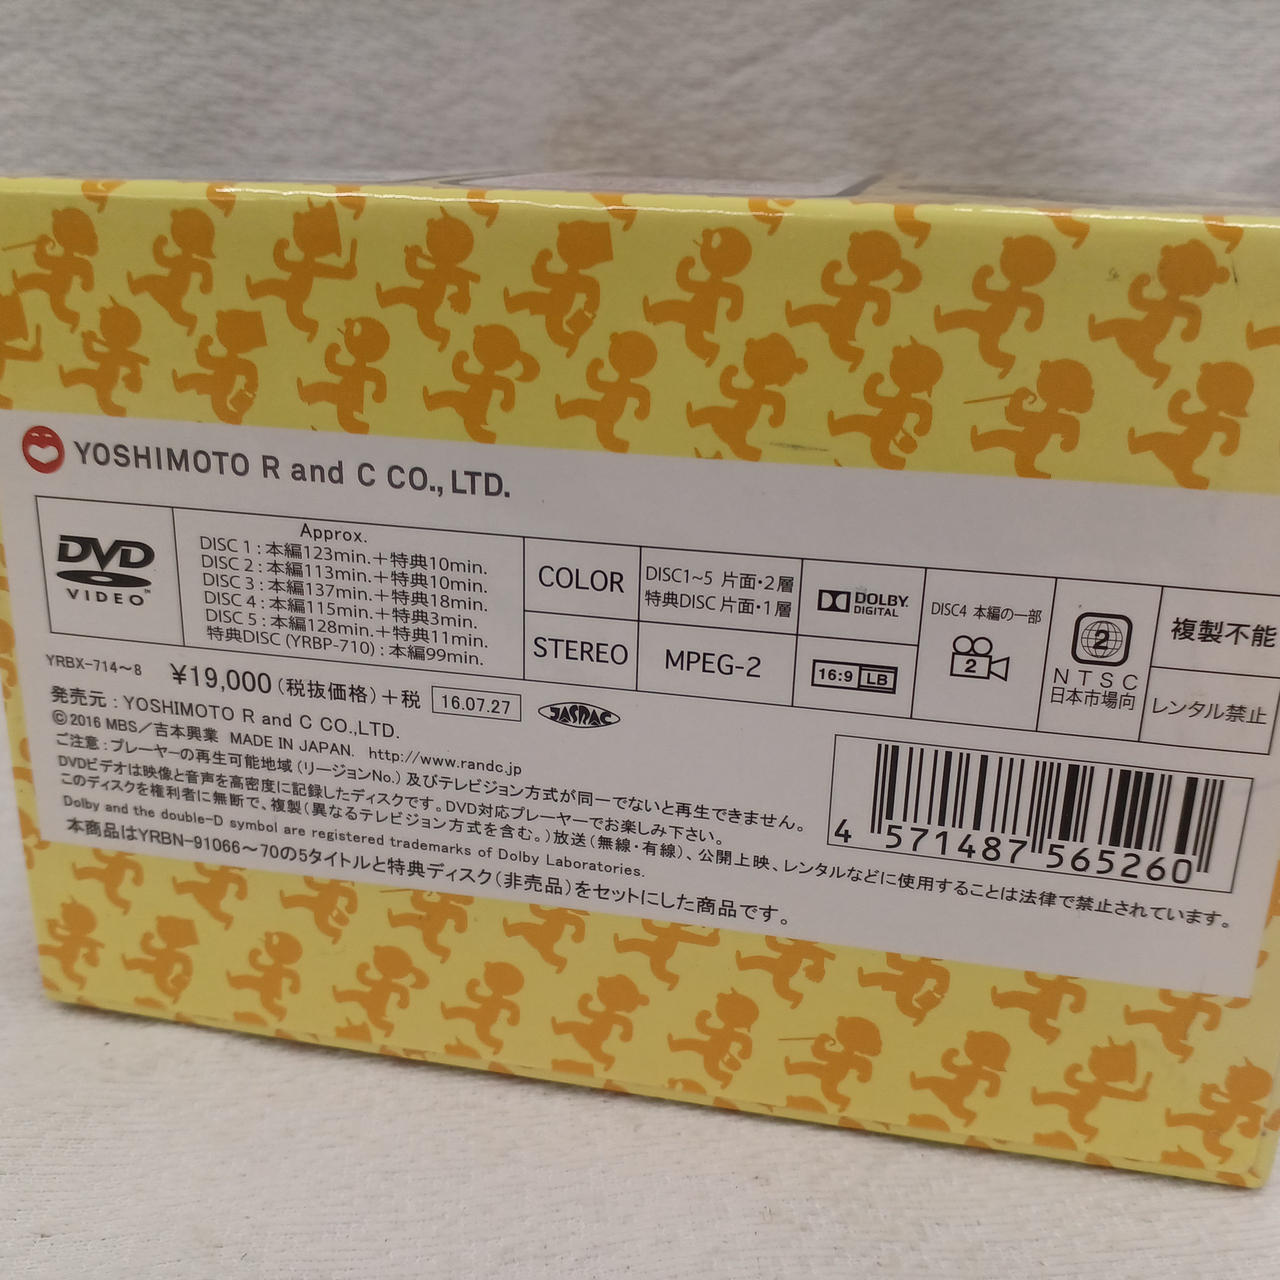 YOSHIMOTO R and C CO., LTD.
DVD
VIDEO
Approx.
DISC 1 : 本編123min.＋特典10min.
DISC 2 : 本編113min.＋特典10min.
DISC 3 : 本編137min.＋特典18min.
DISC 4 : 本編115min.＋特典3min.
DISC 5 : 本編128min.＋特典11min.
特典DISC (YRBP-710) : 本編99min.
COLOR
STEREO
DISC1~5 片面・2層
特典DISC 片面・1層
MPEG-2
DOLBY
DIGITAL
16:9 LB
DISC4 本編の一部
2
2
NTSC
日本市場向
複製不能
レンタル禁止
YRBX-714～8
¥19,000 (税抜価格)＋税
16.07.27
JASRAC
発売元 : YOSHIMOTO R and C CO.,LTD.
©2016 MBS／吉本興業 MADE IN JAPAN. http://www.randc.jp
ご注意 : プレーヤーの再生可能地域 (リージョンNo.) 及びテレビジョン方式が同一でないと再生できません。
DVDビデオは映像と音声を高密度に記録したディスクです。DVD対応プレーヤーでお楽しみ下さい。
このディスクを権利者に無断で、複製(異なるテレビジョン方式を含む。)放送(無線・有線)、公開上映、レンタルなどに使用することは法律で禁止されています。
Dolby and the double-D symbol are registered trademarks of Dolby Laboratories.
本商品はYRBN-91066～70の5タイトルと特典ディスク(非売品)をセットにした商品です。
4 571487 565260